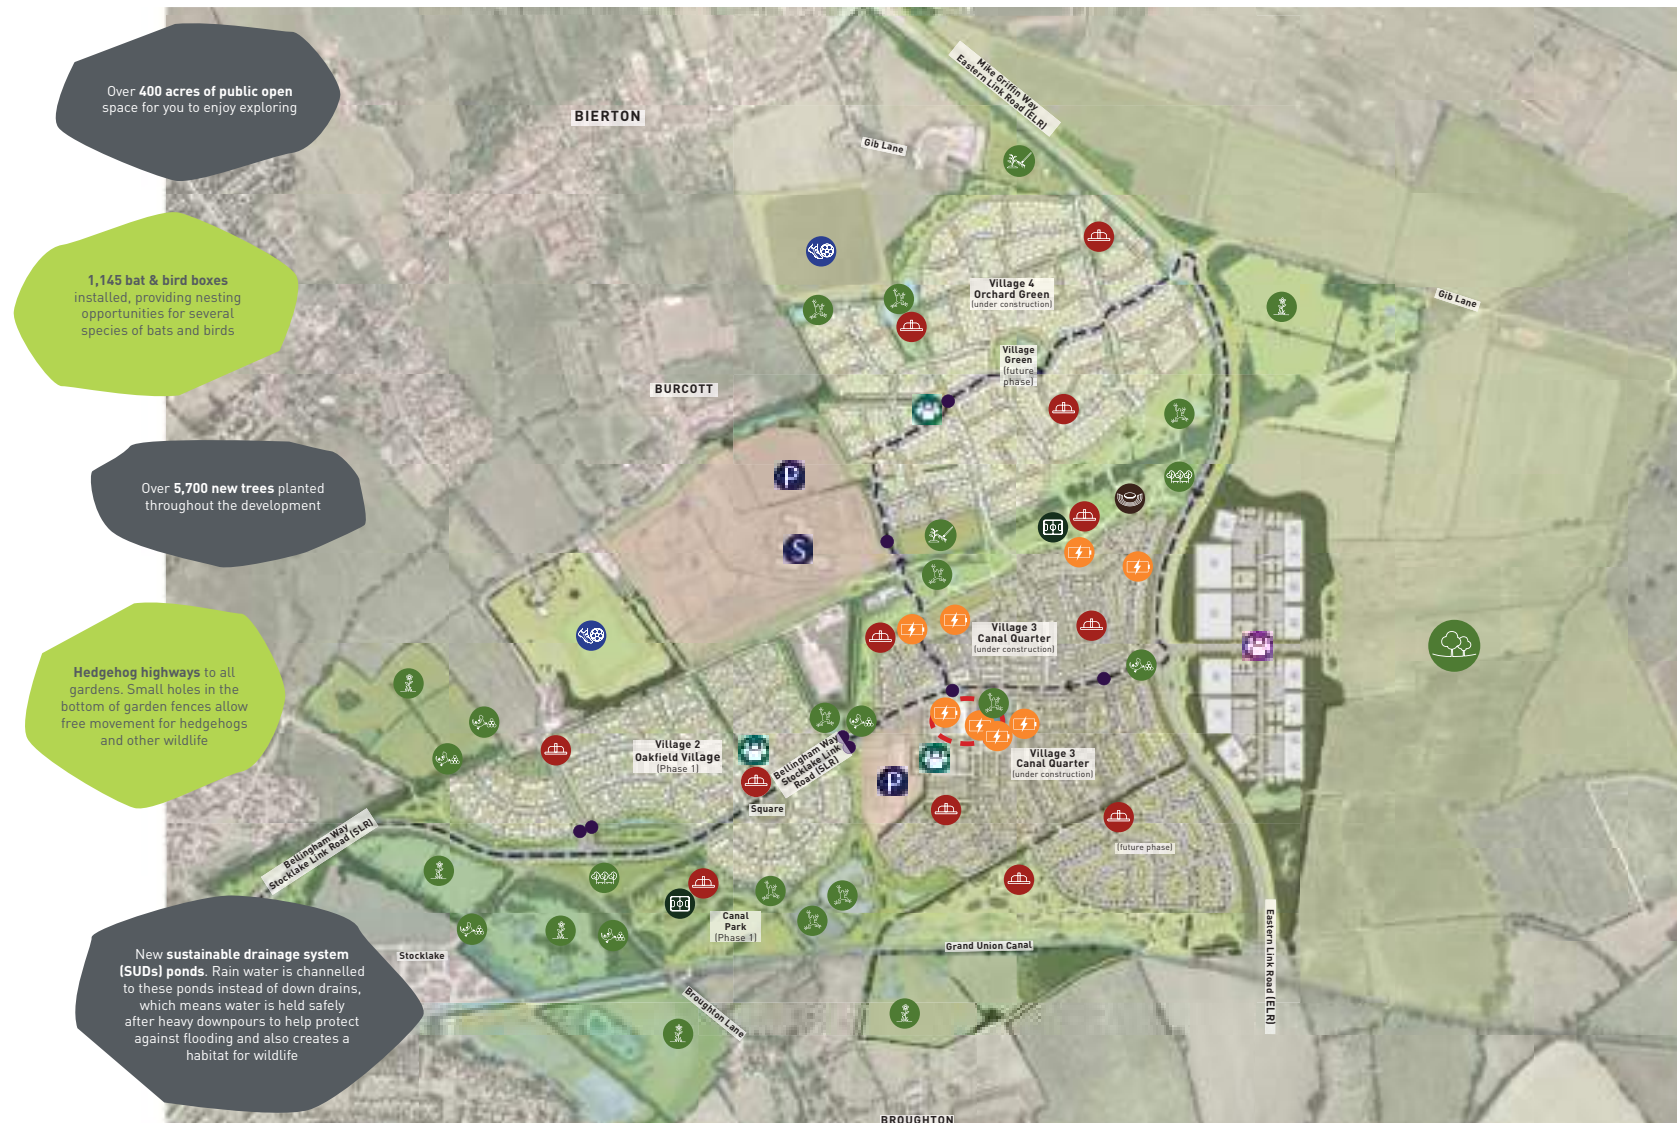 Over 400 acres of public open
space for you to enjoy exploring
1,145 bat & bird boxes
installed, providing nesting
opportunities for several
species of bats and birds
Over 5,700 new trees planted
throughout the development
Hedgehog highways to all
gardens. Small holes in the
bottom of garden fences allow
free movement for hedgehogs
and other wildlife
New sustainable drainage system
(SUDs) ponds. Rain water is channelled
to these ponds instead of down drains,
which means water is held safely
after heavy downpours to help protect
against flooding and also creates a
habitat for wildlife
BIERTON
Mike Griffin Way
Eastern Link Road (ELR)
Gib Lane
Village 4
Orchard Green
(under construction)
Gib Lane
Village
Green
(future
phase)
BURCOTT
P
S
Village 3
Canal Quarter
(under construction)
Village 2
Oakfield Village
(Phase 1)
Bellingham Way
Stocklake Link
Road (SLR)
Village 3
Canal Quarter
(under construction)
P
Square
Bellingham Way
Stocklake Link Road (SLR)
(future phase)
Canal
Park
(Phase 1)
Grand Union Canal
Stocklake
Eastern Link Road (ELR)
Broughton Lane
BROUGHTON